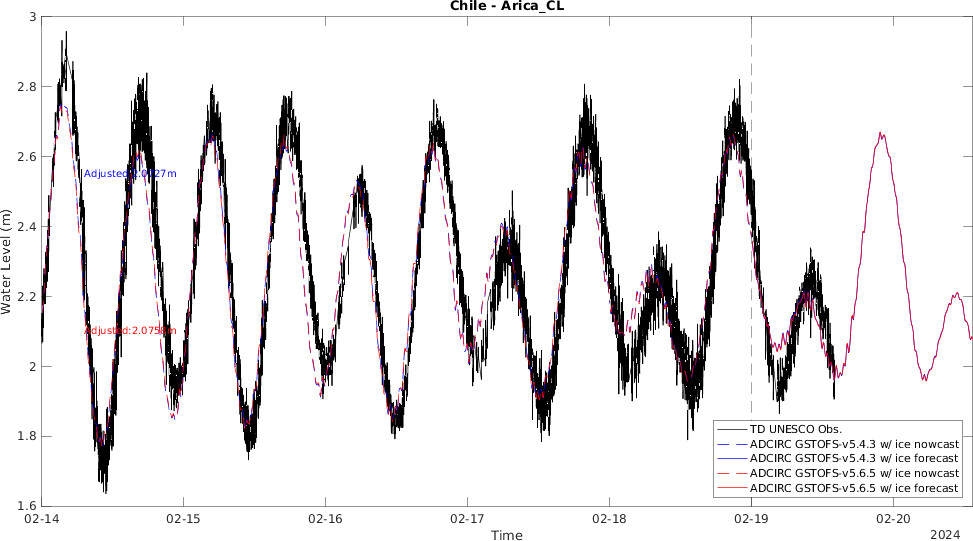 Chile - Arica_CL
3
2.8
2.6
2.4
2.2
2
1.8
1.6
Water Level (m)
02-14
02-15
02-16
02-17
02-18
02-19
02-20
Time
2024
TD UNESCO Obs.
ADCIRC GSTOFS-v5.4.3 w/ ice nowcast
ADCIRC GSTOFS-v5.4.3 w/ ice forecast
ADCIRC GSTOFS-v5.6.5 w/ ice nowcast
ADCIRC GSTOFS-v5.6.5 w/ ice forecast